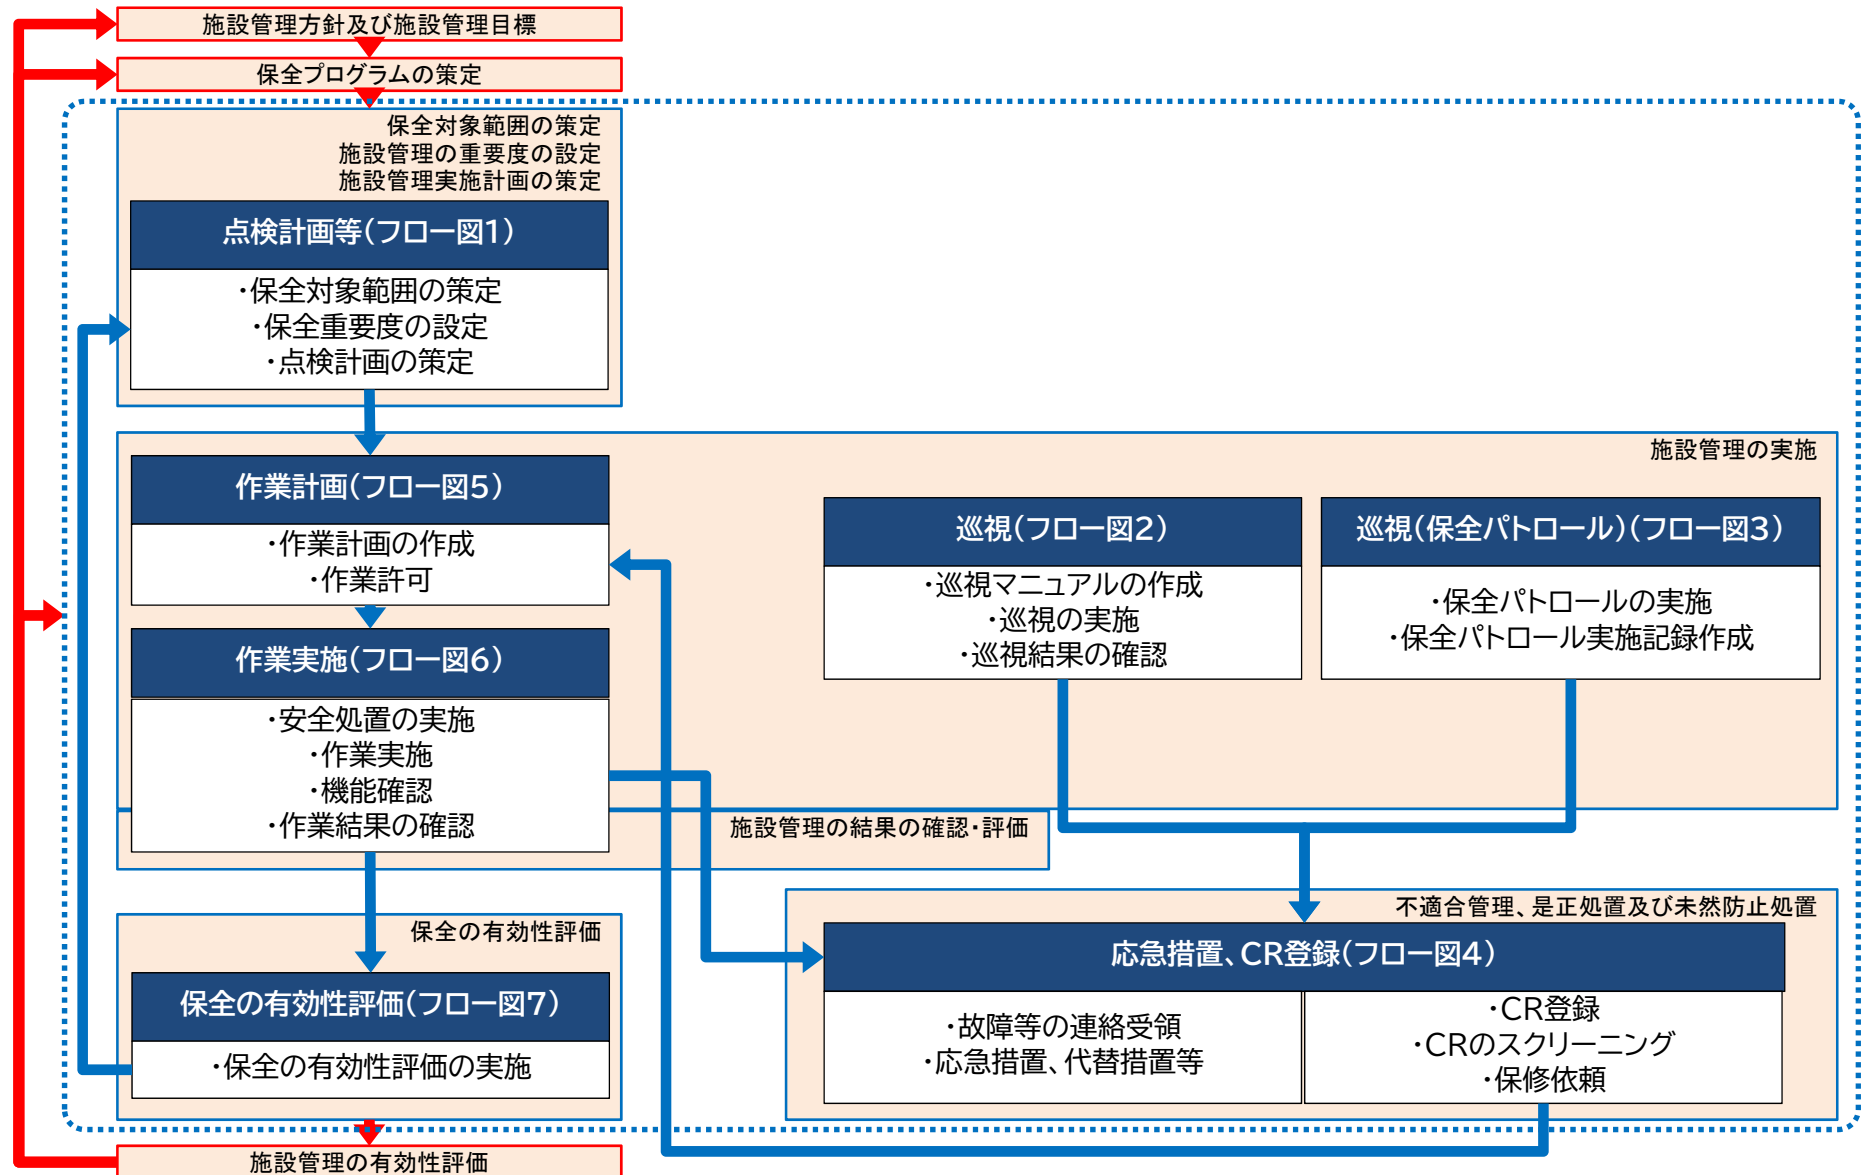 施設管理方針及び施設管理目標
保全プログラムの策定
保全対象範囲の策定
施設管理の重要度の設定
施設管理実施計画の策定
点検計画等(フロー図1)
・保全対象範囲の策定
・保全重要度の設定
・点検計画の策定
施設管理の実施
作業計画(フロー図5)
・作業計画の作成
・作業許可
作業実施(フロー図6)
・安全処置の実施
・作業実施
・機能確認
・作業結果の確認
巡視(フロー図2)
・巡視マニュアルの作成
・巡視の実施
・巡視結果の確認
巡視(保全パトロール)(フロー図3)
・保全パトロールの実施
・保全パトロール実施記録作成
施設管理の結果の確認・評価
保全の有効性評価
保全の有効性評価(フロー図7)
・保全の有効性評価の実施
不適合管理、是正処置及び未然防止処置
応急措置、CR登録(フロー図4)
・故障等の連絡受領
・応急措置、代替措置等
・CR登録
・CRのスクリーニング
・保修依頼
施設管理の有効性評価